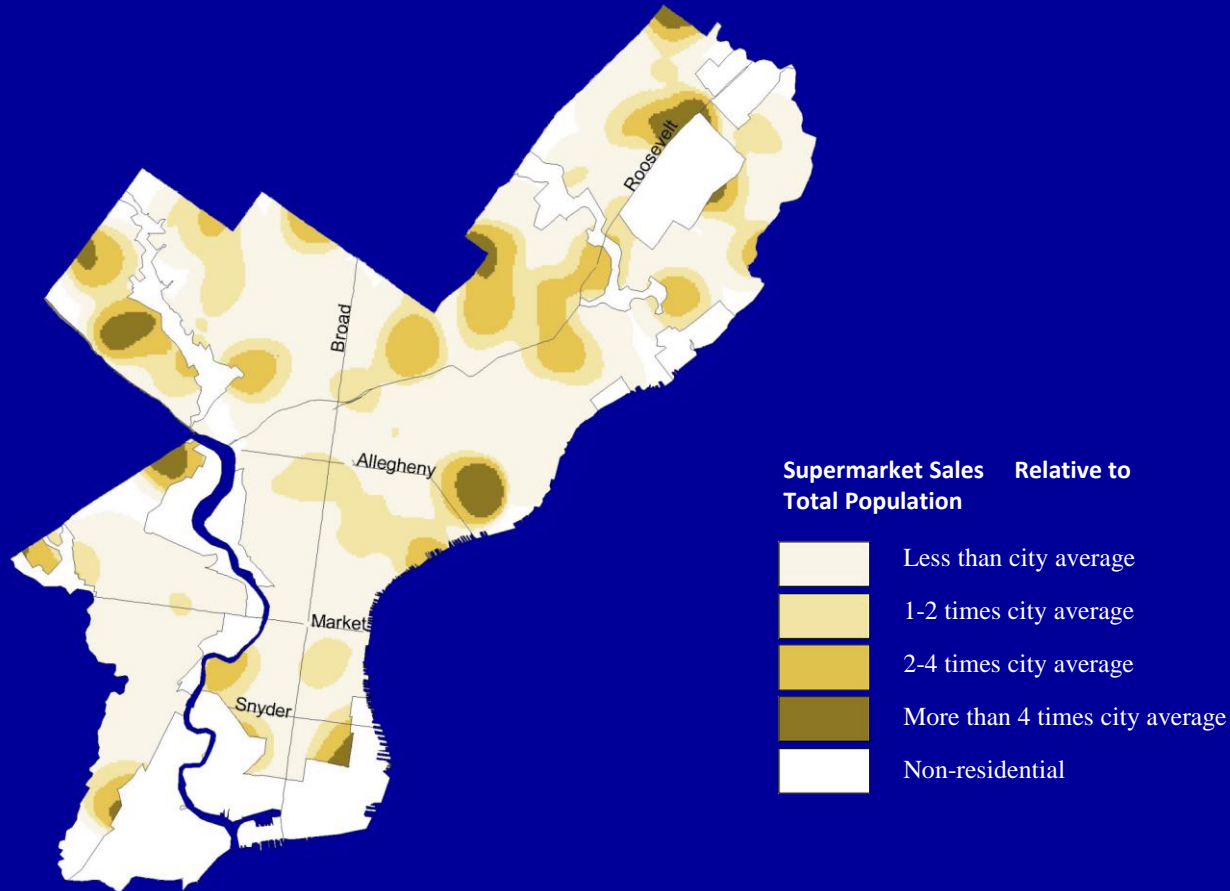 Roosevelt
Broad
Allegheny
Market
Snyder
Supermarket Sales Relative to
Total Population
Less than city average
1-2 times city average
2-4 times city average
More than 4 times city average
Non-residential